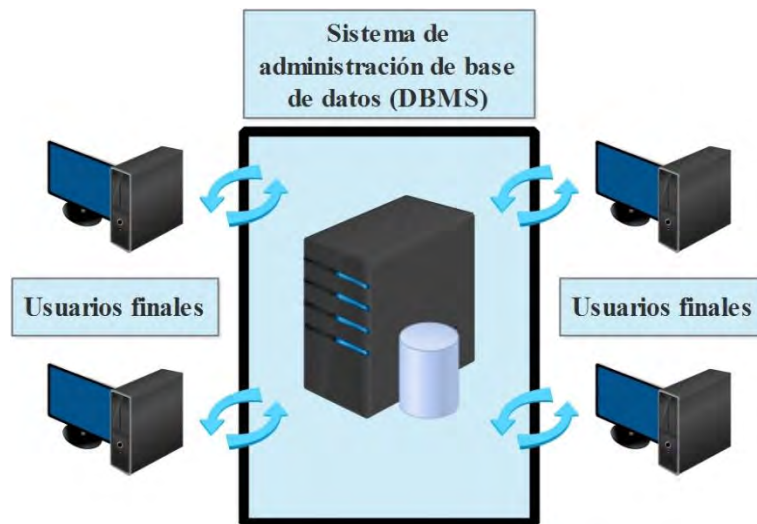 Sistema de
administración de base
de datos (DBMS)
Usuarios finales
Usuarios finales